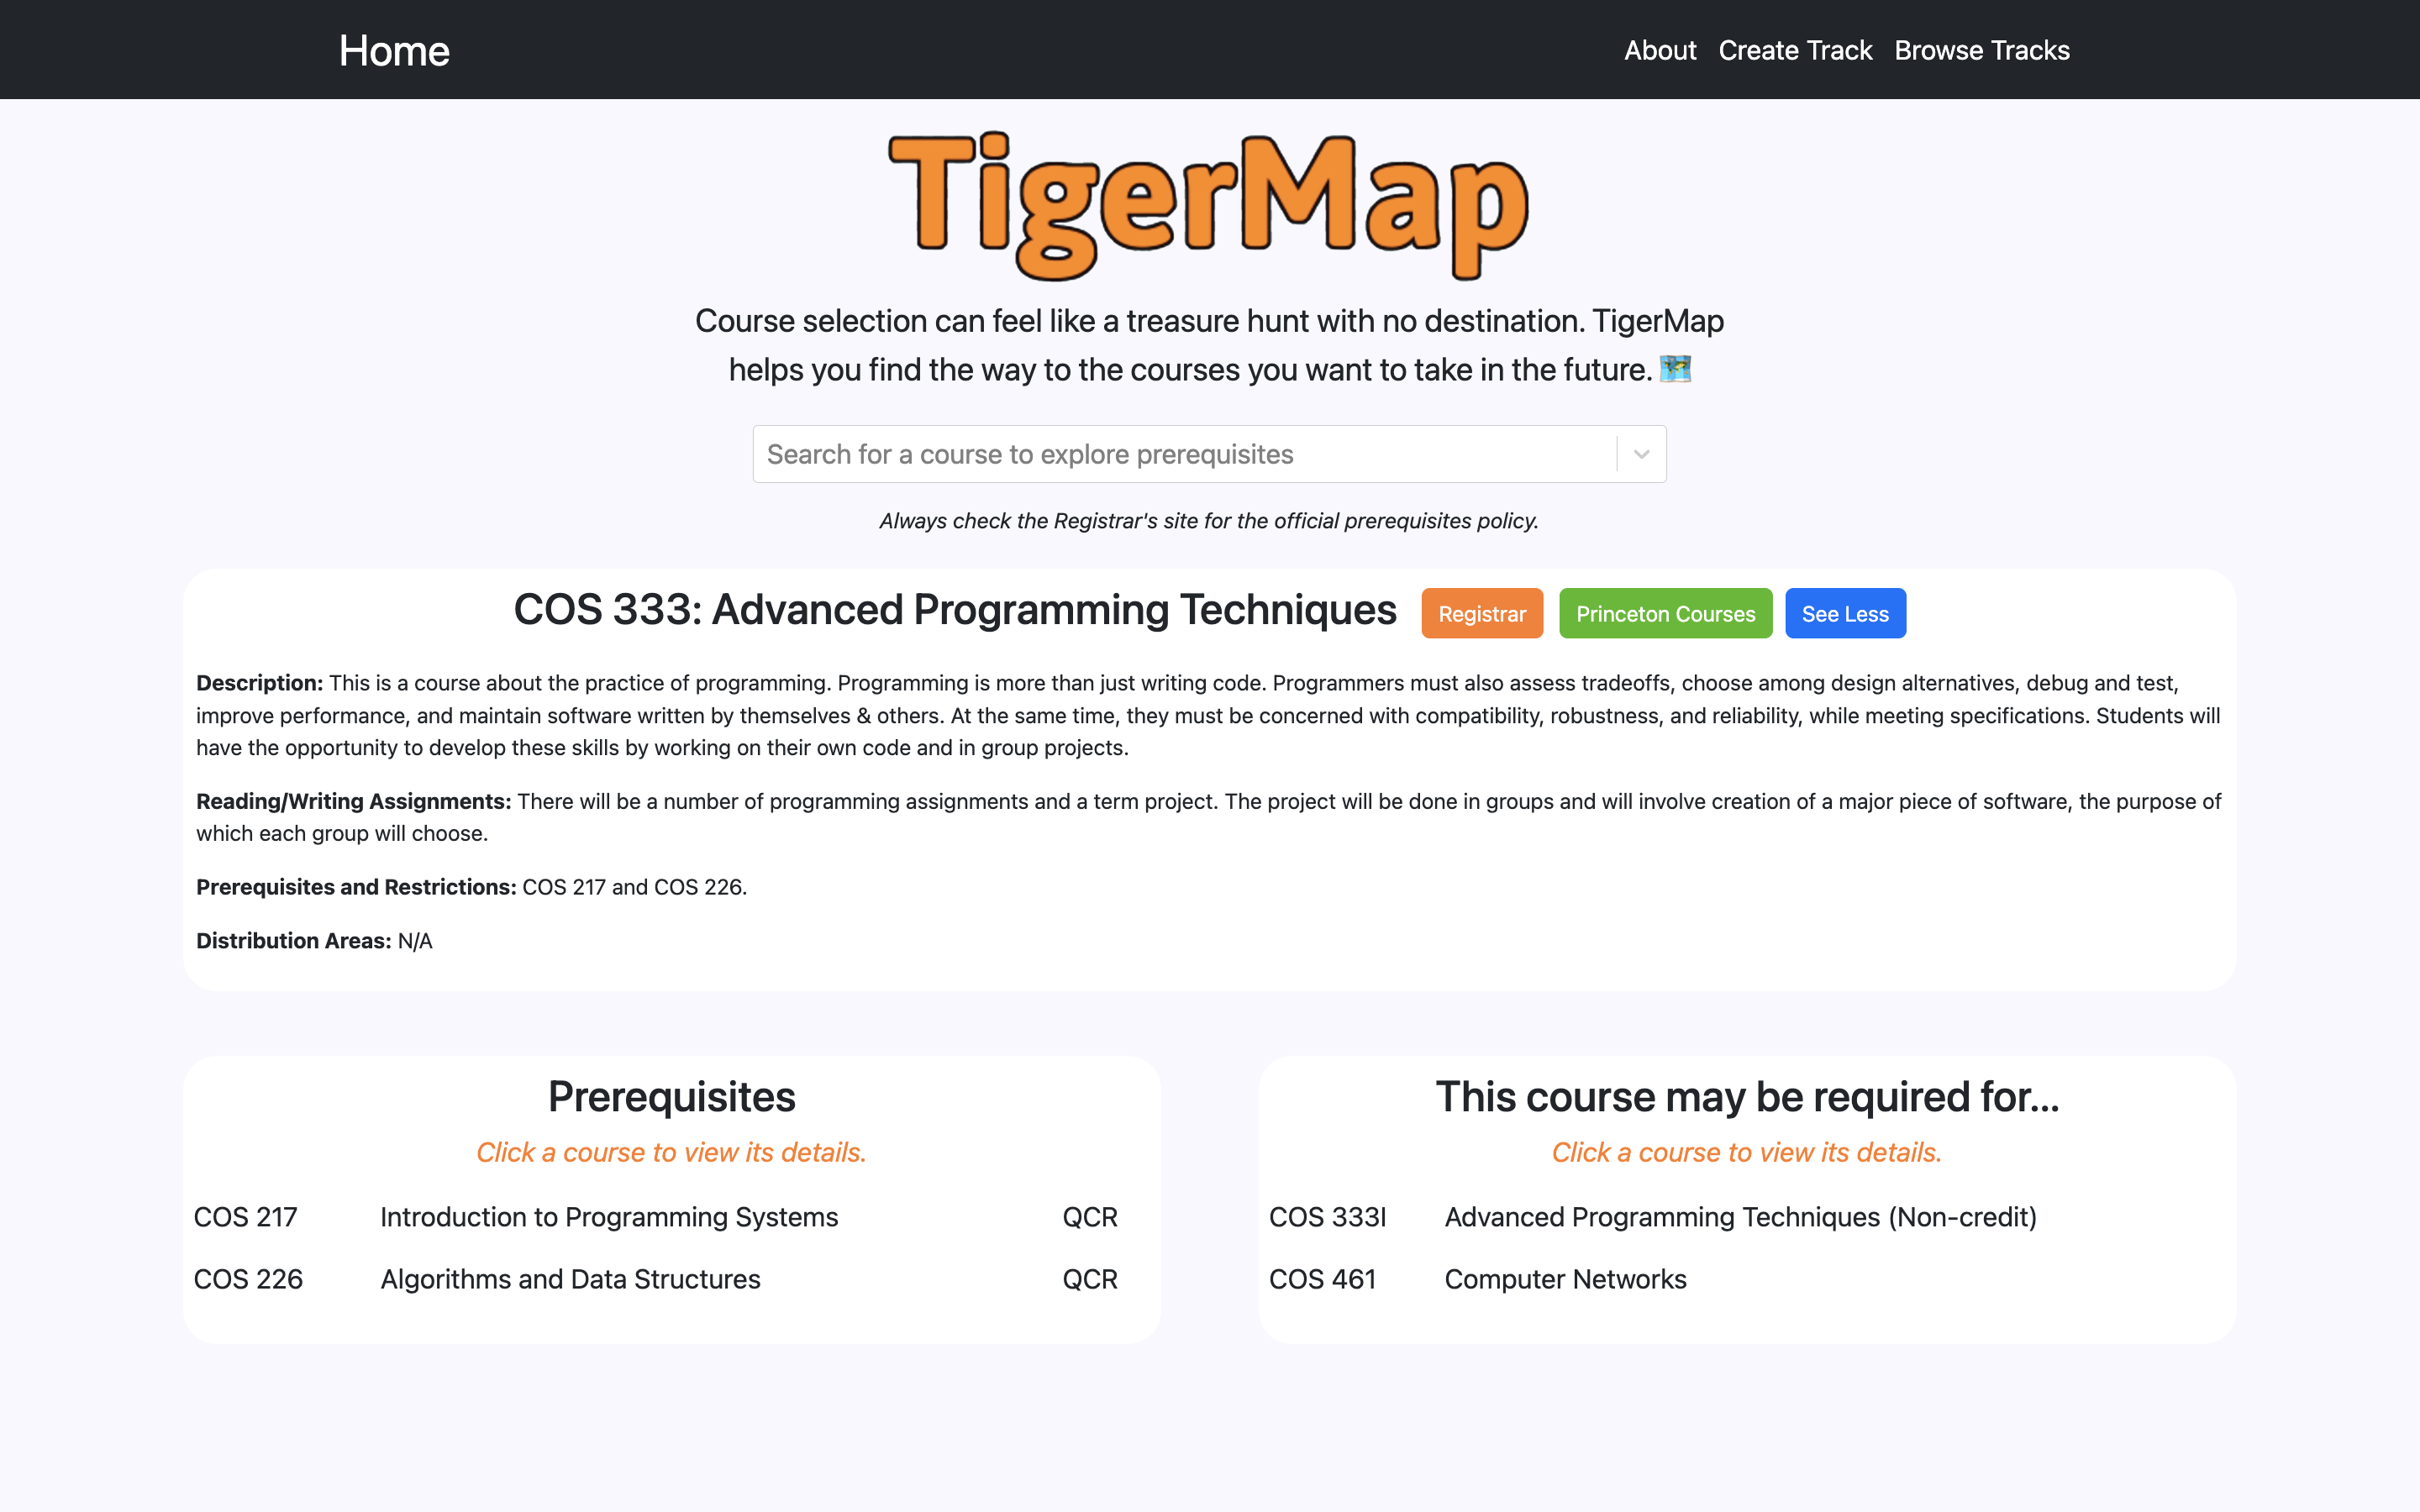 Home
About Create Track Browse Tracks
TigerMap
Course selection can feel like a treasure hunt with no destination. TigerMap
helps you find the way to the courses you want to take in the future. 🗺️
Search for a course to explore prerequisites
Always check the Registrar's site for the official prerequisites policy.
COS 333: Advanced Programming Techniques Registrar Princeton Courses See Less
Description: This is a course about the practice of programming. Programming is more than just writing code. Programmers must also assess tradeoffs, choose among design alternatives, debug and test,
improve performance, and maintain software written by themselves & others. At the same time, they must be concerned with compatibility, robustness, and reliability, while meeting specifications. Students will
have the opportunity to develop these skills by working on their own code and in group projects.
Reading/Writing Assignments: There will be a number of programming assignments and a term project. The project will be done in groups and will involve creation of a major piece of software, the purpose of
which each group will choose.
Prerequisites and Restrictions: COS 217 and COS 226.
Distribution Areas: N/A
Prerequisites
Click a course to view its details.
COS 217 Introduction to Programming Systems QCR
COS 226 Algorithms and Data Structures QCR
This course may be required for...
Click a course to view its details.
COS 333I Advanced Programming Techniques (Non-credit)
COS 461 Computer Networks